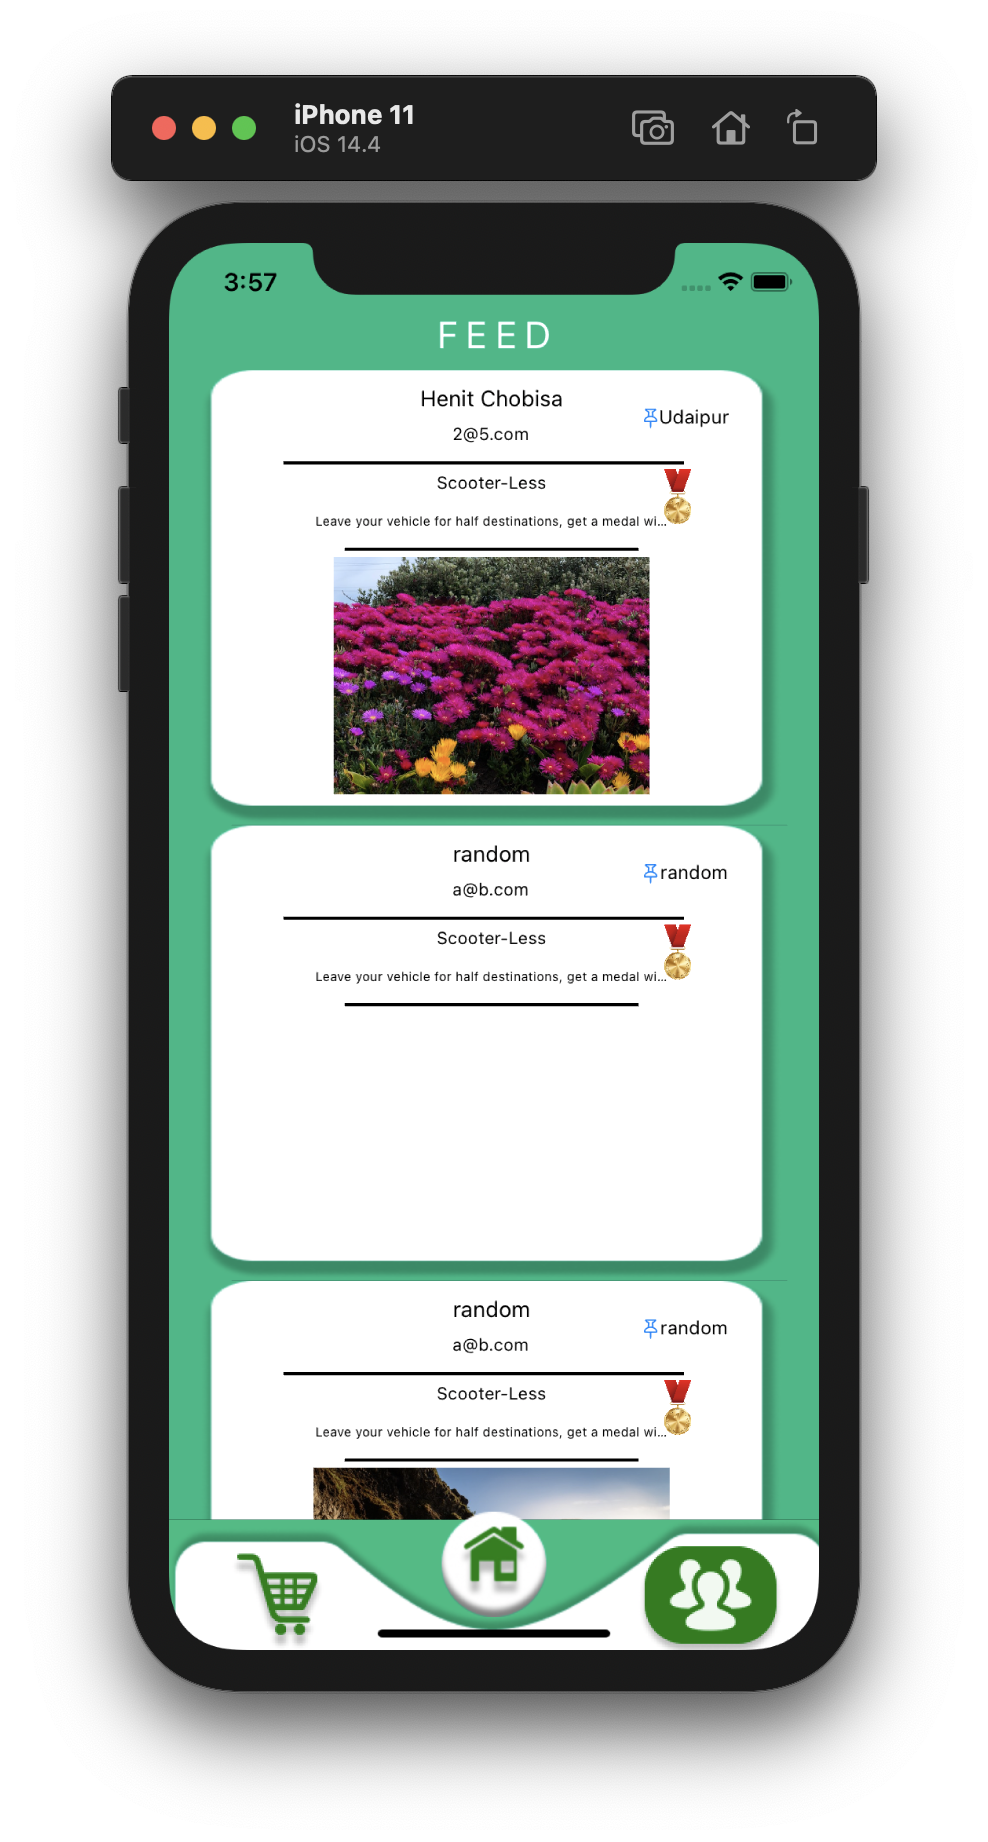 iPhone 11
iOS 14.4
3:57
FEED
Henit Chobisa
Udaipur
2@5.com
Scooter-Less
Leave your vehicle for half destinations, get a medal wi...
random
random
a@b.com
Scooter-Less
Leave your vehicle for half destinations, get a medal wi...
random
random
a@b.com
Scooter-Less
Leave your vehicle for half destinations, get a medal wi...